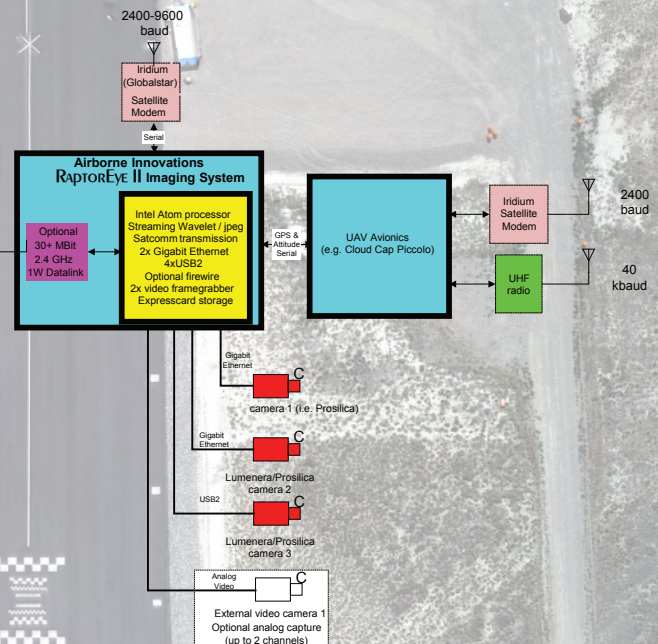 2400-9600
baud
Iridium
(Globalstar)
Satellite
Modem
Serial
Airborne Innovations
RAPTOREYE II Imaging System
Optional
30+ MBit
2.4 GHz
1W Datalink
Intel Atom processor
Streaming Wavelet / jpeg
Satcomm transmission
2x Gigabit Ethernet
4xUSB2
Optional firewire
2x video framegrabber
Expresscard storage
GPS &
Attitude
Serial
UAV Avionics
(e.g. Cloud Cap Piccolo)
Iridium
Satellite
Modem
2400
baud
UHF
radio
40
kbaud
Gigabit
Ethernet
C
camera 1 (i.e. Prosilica)
Gigabit
Ethernet
C
Lumenera/Prosilica
camera 2
USB2
C
Lumenera/Prosilica
camera 3
Analog
Video
C
External video camera 1
Optional analog capture
(up to 2 channels)